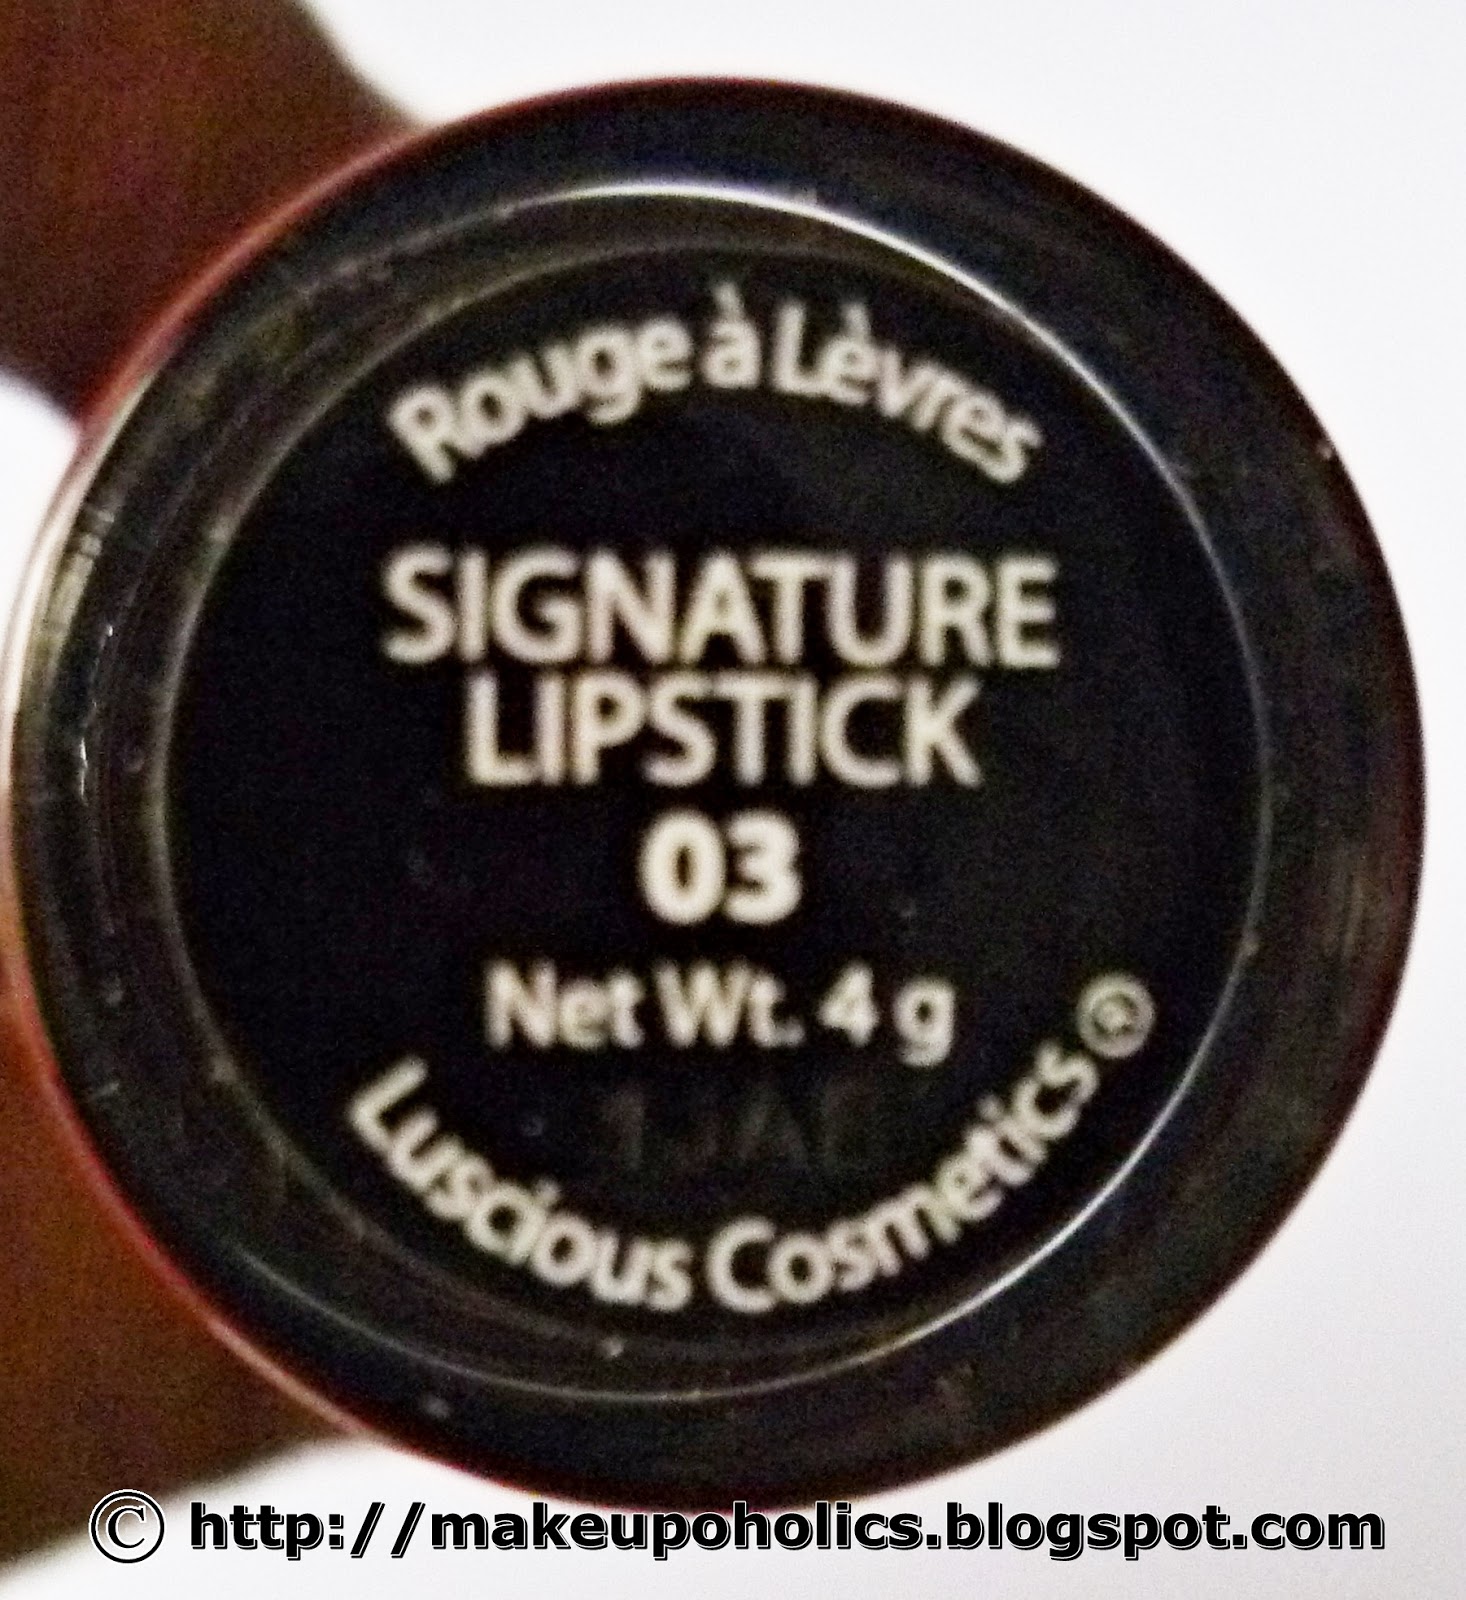 Rouge à Lèvres
SIGNATURE
LIPSTICK
03
Net Wt. 4 g
Luscious Cosmetics ®
© http://makeupoholics.blogspot.com